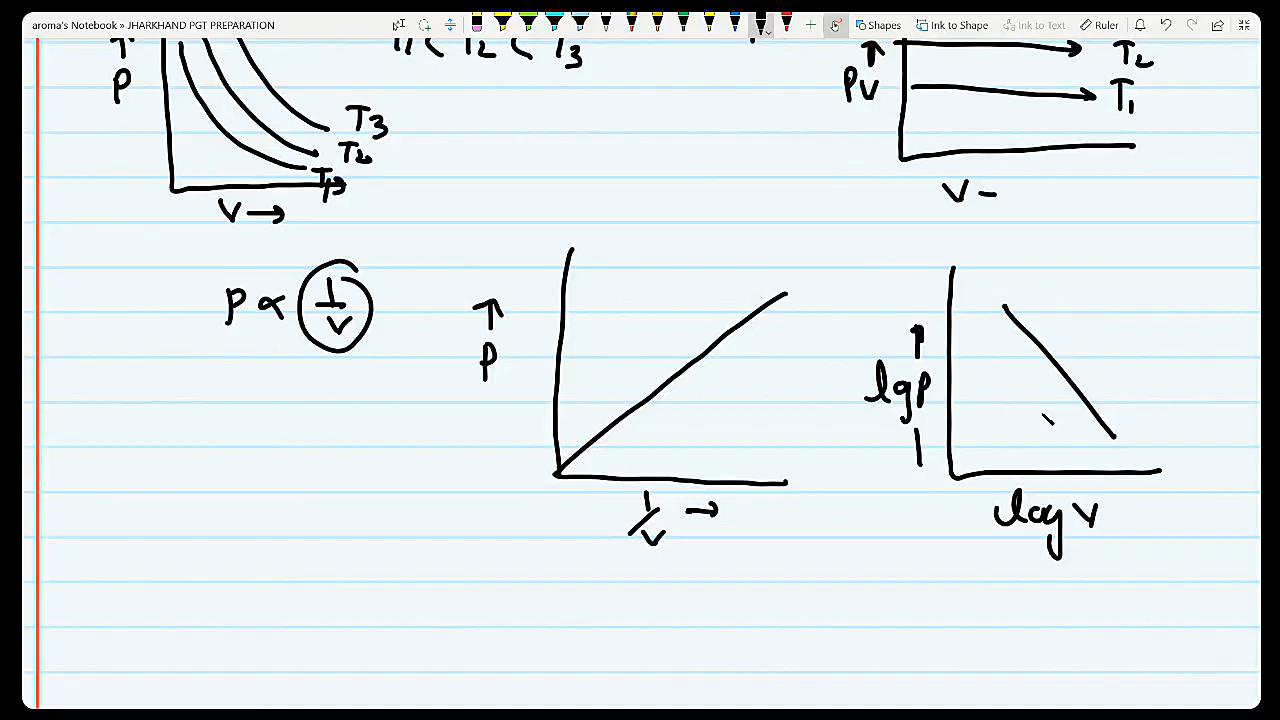 aroma's Notebook » JHARKHAND PGT PREPARATION
Shapes
Ink to Shape
Ink to Text
Ruler
T1 < T2 < T3
↑
P
T3
T2
T1
V →
↑
PV
T2
T1
V -
P ∝ 1/V
↑
P
1/V →
log P
log V